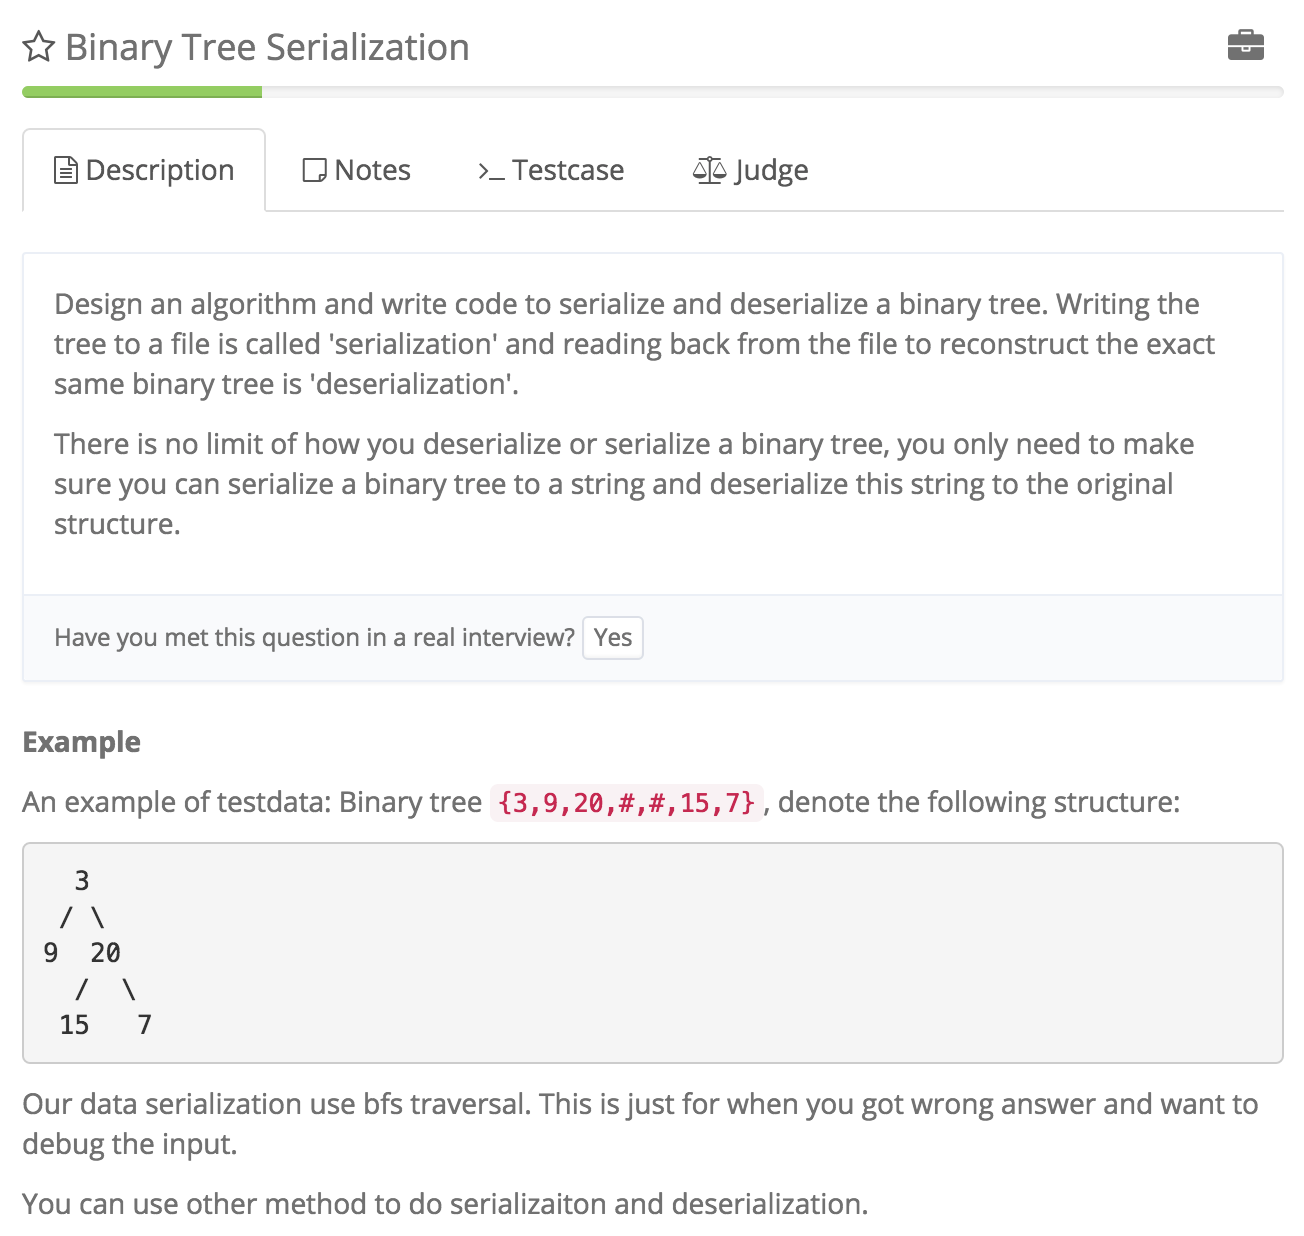 Binary Tree Serialization
Description
Notes
Testcase
Judge
Design an algorithm and write code to serialize and deserialize a binary tree. Writing the
tree to a file is called 'serialization' and reading back from the file to reconstruct the exact
same binary tree is 'deserialization'.
There is no limit of how you deserialize or serialize a binary tree, you only need to make
sure you can serialize a binary tree to a string and deserialize this string to the original
structure.
Have you met this question in a real interview? Yes
Example
An example of testdata: Binary tree {3,9,20,#,#,15,7}, denote the following structure:
3
/ \
9 20
/ \
15 7
Our data serialization use bfs traversal. This is just for when you got wrong answer and want to
debug the input.
You can use other method to do serializaiton and deserialization.